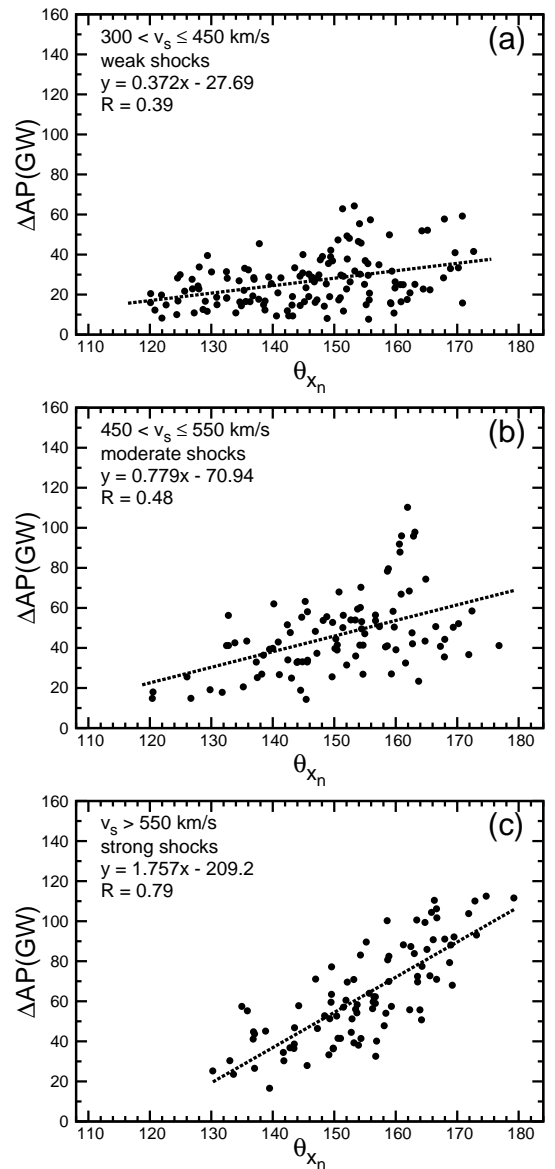 (a)
300 < vs ≤ 450 km/s
weak shocks
y = 0.372x - 27.69
R = 0.39
ΔAP(GW)
160
140
120
100
80
60
40
20
0
110 120 130 140 150 160 170 180
θxn
(b)
450 < vs ≤ 550 km/s
moderate shocks
y = 0.779x - 70.94
R = 0.48
ΔAP(GW)
160
140
120
100
80
60
40
20
0
110 120 130 140 150 160 170 180
θxn
(c)
vs > 550 km/s
strong shocks
y = 1.757x - 209.2
R = 0.79
ΔAP(GW)
160
140
120
100
80
60
40
20
0
110 120 130 140 150 160 170 180
θxn